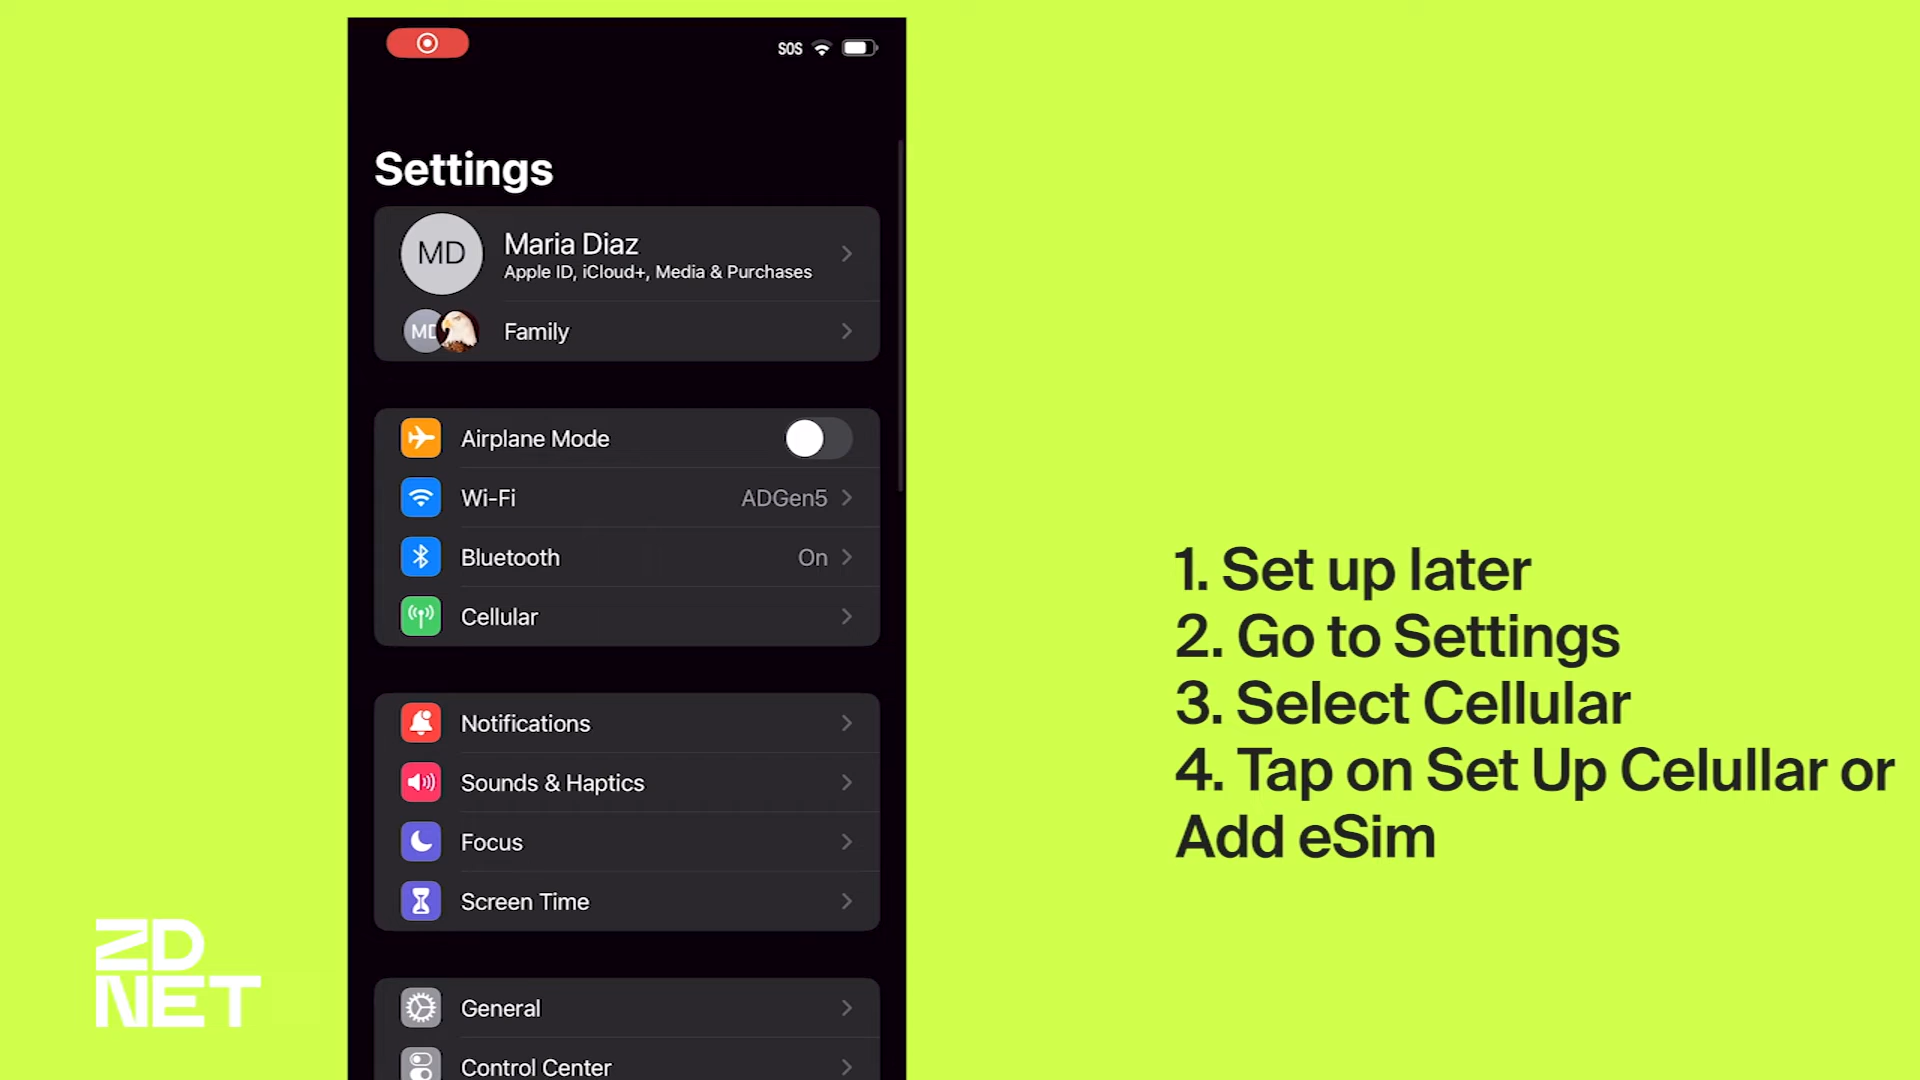 SOS
Settings
MD
Maria Diaz
Apple ID, iCloud+, Media & Purchases
MD
Family
Airplane Mode
Wi-Fi ADGen5
Bluetooth On
Cellular
Notifications
Sounds & Haptics
Focus
Screen Time
General
Control Center
1. Set up later
2. Go to Settings
3. Select Cellular
4. Tap on Set Up Celullar or
Add eSim
ZD
NET